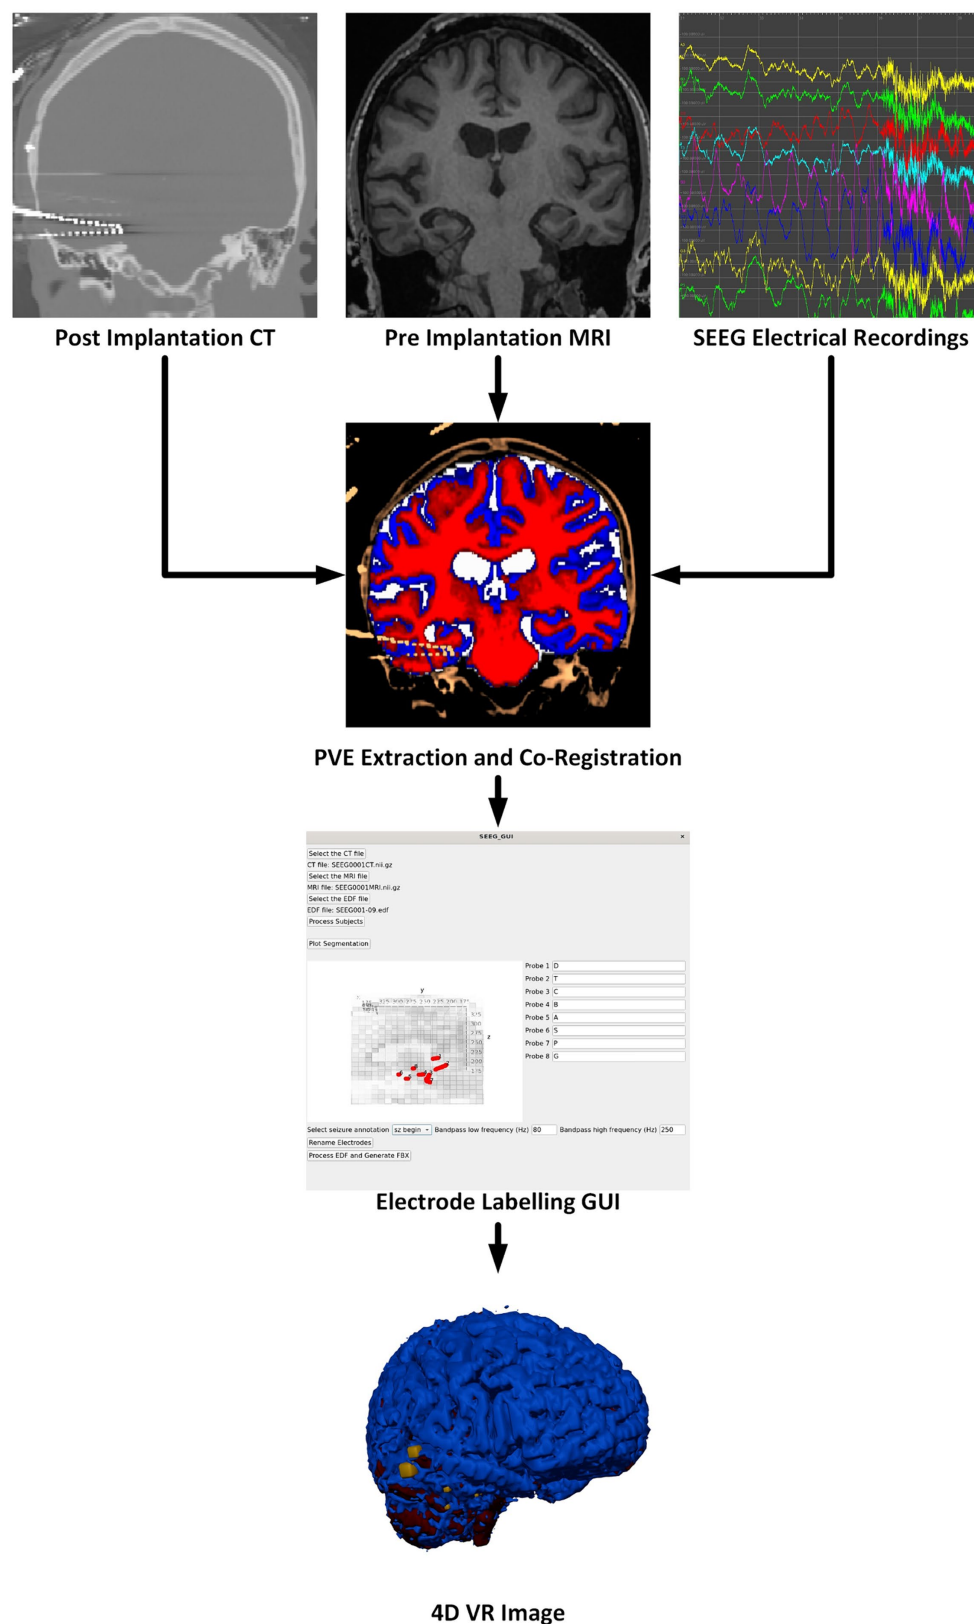 Post Implantation CT
Pre Implantation MRI
SEEG Electrical Recordings
PVE Extraction and Co-Registration
SEEG_GUI
Select the CT file
CT file: SEEG0001CT.nii.gz
Select the MRI file
MRI file: SEEG0001MRI.nii.gz
Select the EDF file
EDF file: SEEG001-09.edf
Process Subjects
Plot Segmentation
y
z
Probe 1 D
Probe 2 T
Probe 3 C
Probe 4 B
Probe 5 A
Probe 6 S
Probe 7 P
Probe 8 G
Select seizure annotation sz begin Bandpass low frequency (Hz) 80 Bandpass high frequency (Hz) 250
Rename Electrodes
Process EDF and Generate FBX
Electrode Labelling GUI
4D VR Image